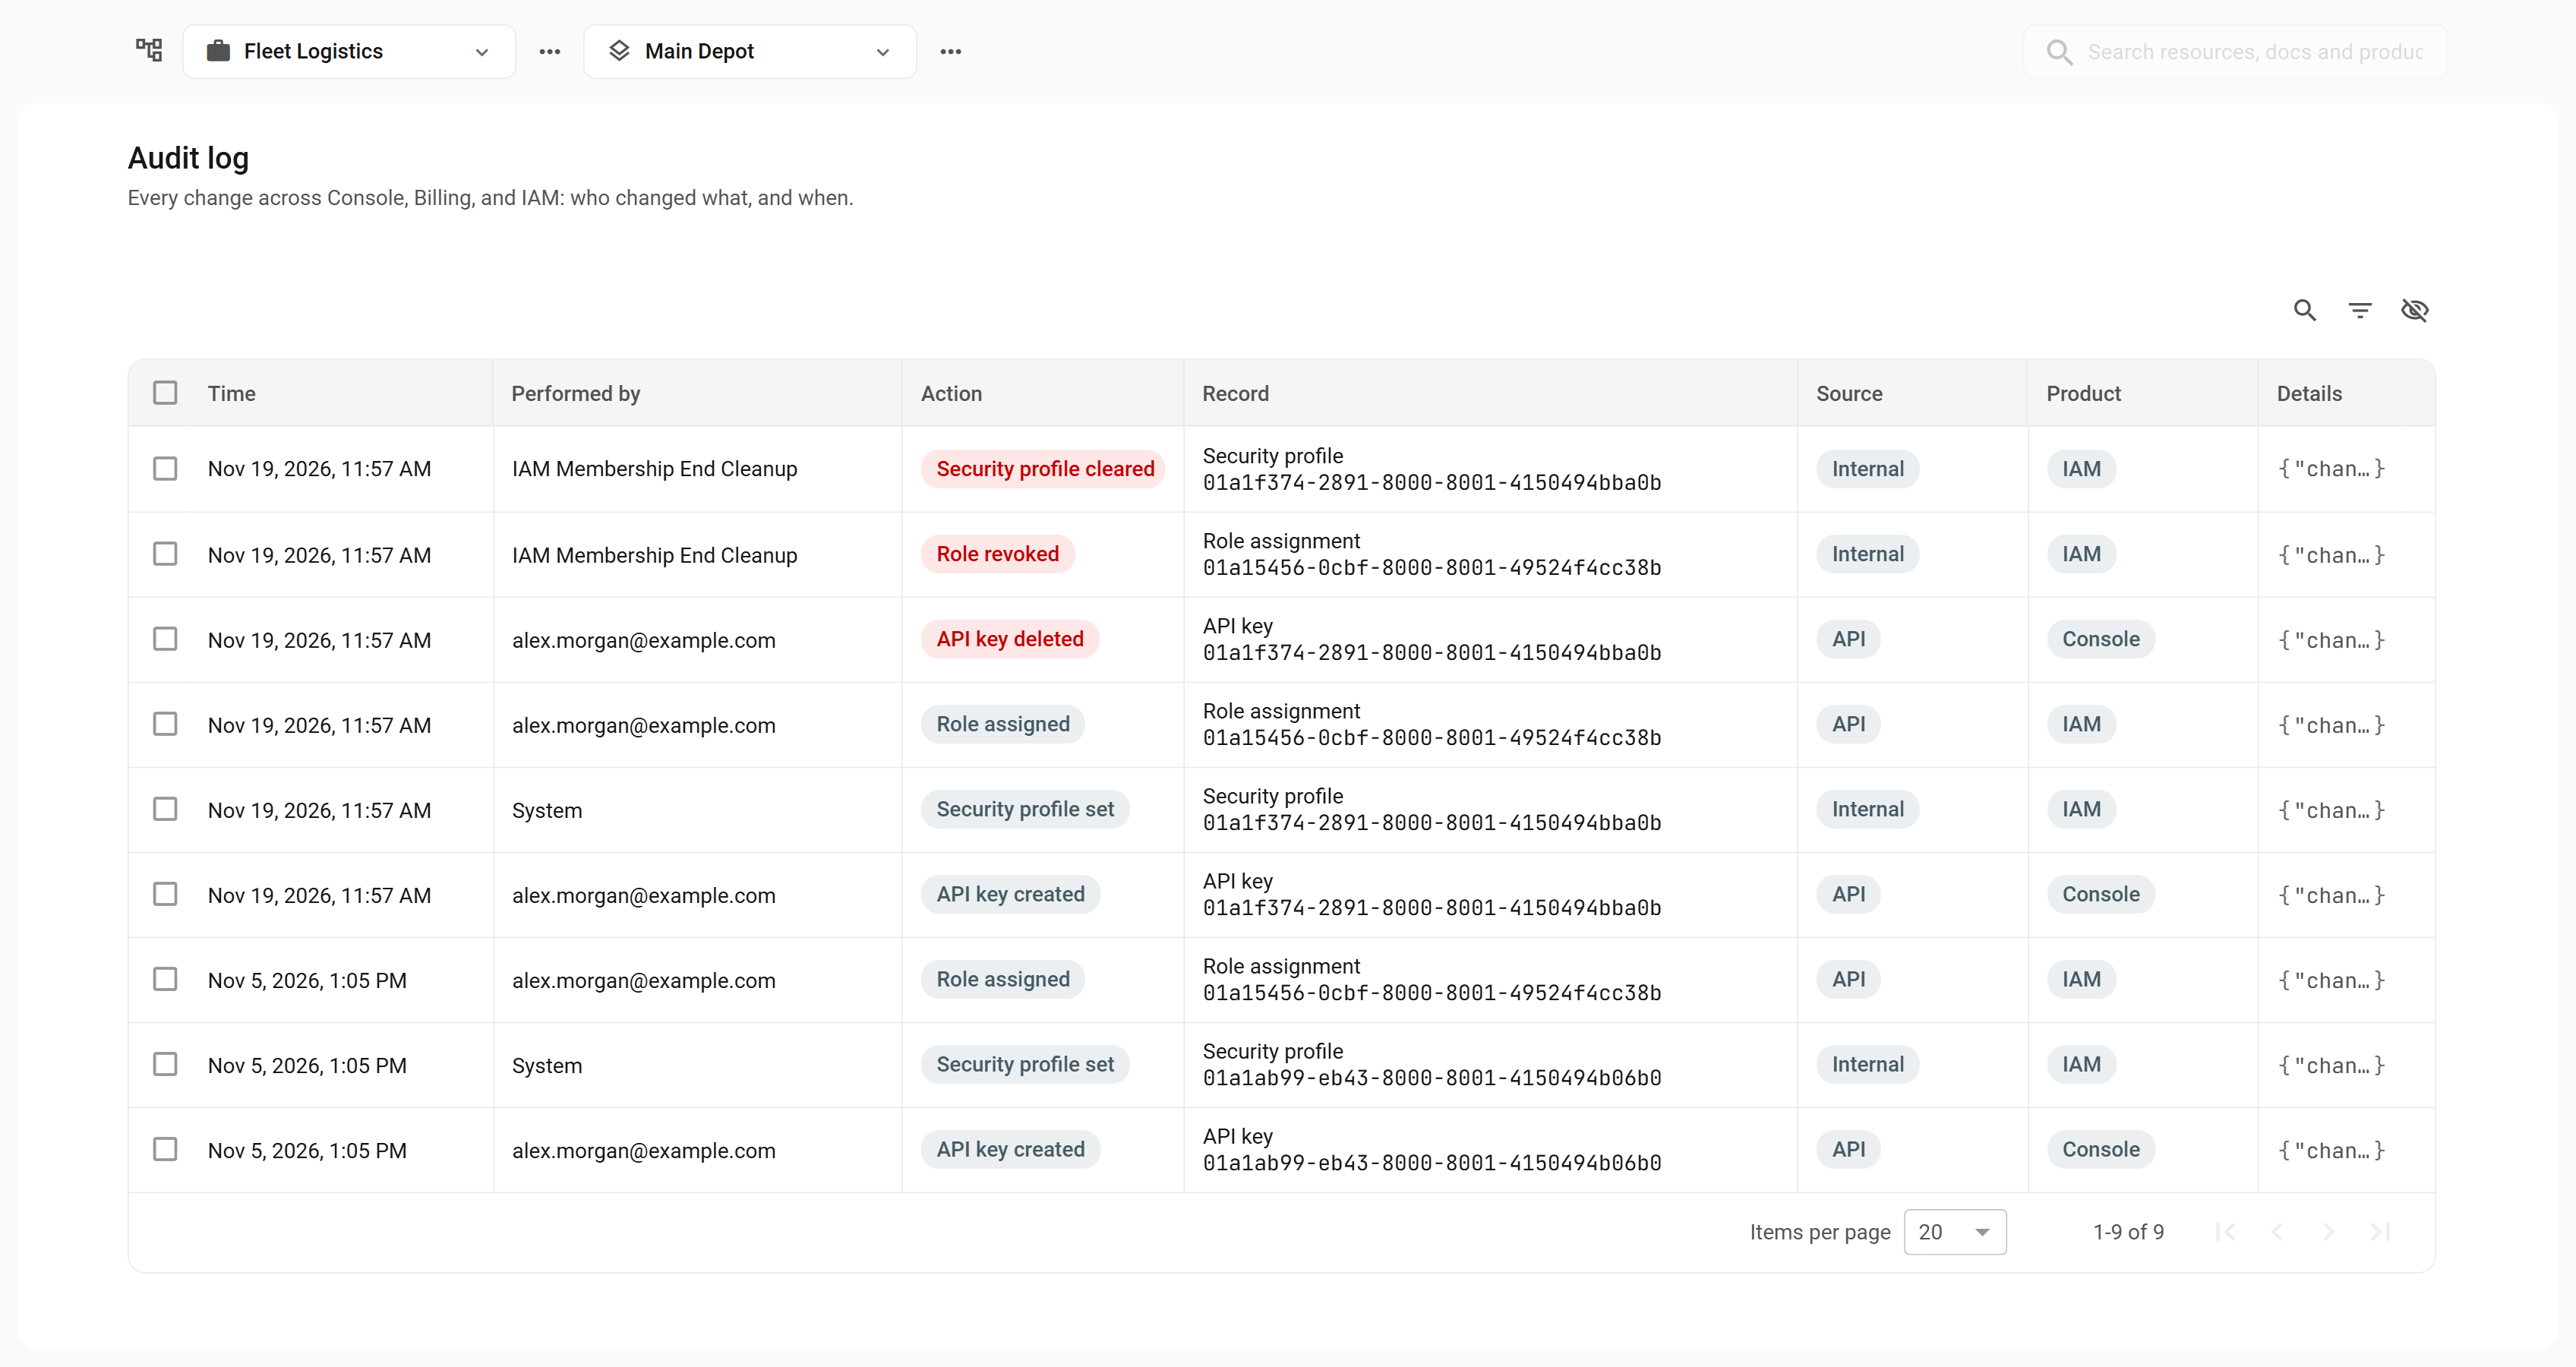 Fleet Logistics
Main Depot
Search resources, docs and produc
Audit log
Every change across Console, Billing, and IAM: who changed what, and when.
Time Performed by Action Record Source Product Details
Nov 19, 2026, 11:57 AM IAM Membership End Cleanup Security profile cleared Security profile Internal IAM {"chan…}
01a1f374-2891-8000-8001-4150494bba0b
Nov 19, 2026, 11:57 AM IAM Membership End Cleanup Role revoked Role assignment Internal IAM {"chan…}
01a15456-0cbf-8000-8001-49524f4cc38b
Nov 19, 2026, 11:57 AM alex.morgan@example.com API key deleted API key API Console {"chan…}
01a1f374-2891-8000-8001-4150494bba0b
Nov 19, 2026, 11:57 AM alex.morgan@example.com Role assigned Role assignment API IAM {"chan…}
01a15456-0cbf-8000-8001-49524f4cc38b
Nov 19, 2026, 11:57 AM System Security profile set Security profile Internal IAM {"chan…}
01a1f374-2891-8000-8001-4150494bba0b
Nov 19, 2026, 11:57 AM alex.morgan@example.com API key created API key API Console {"chan…}
01a1f374-2891-8000-8001-4150494bba0b
Nov 5, 2026, 1:05 PM alex.morgan@example.com Role assigned Role assignment API IAM {"chan…}
01a15456-0cbf-8000-8001-49524f4cc38b
Nov 5, 2026, 1:05 PM System Security profile set Security profile Internal IAM {"chan…}
01a1ab99-eb43-8000-8001-4150494b06b0
Nov 5, 2026, 1:05 PM alex.morgan@example.com API key created API key API Console {"chan…}
01a1ab99-eb43-8000-8001-4150494b06b0
Items per page 20 1-9 of 9